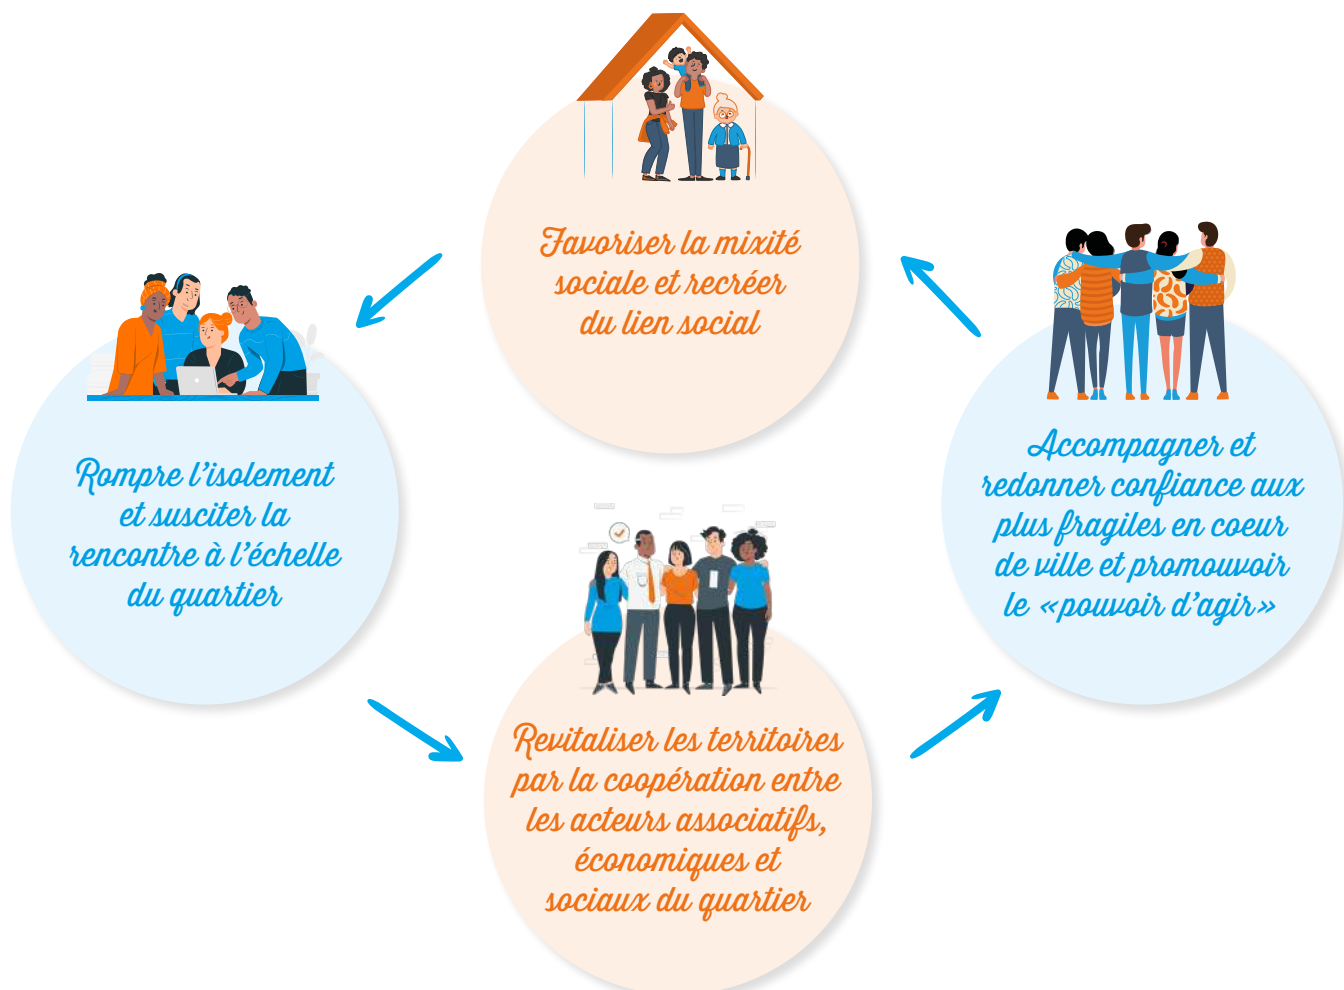 Favoriser la mixité
sociale et recréer
du lien social
Rompre l'isolement
et susciter la
rencontre à l'échelle
du quartier
Accompagner et
redonner confiance aux
plus fragiles en coeur
de ville et promouvoir
le «pouvoir d'agir»
Revitaliser les territoires
par la coopération entre
les acteurs associatifs,
économiques et
sociaux du quartier